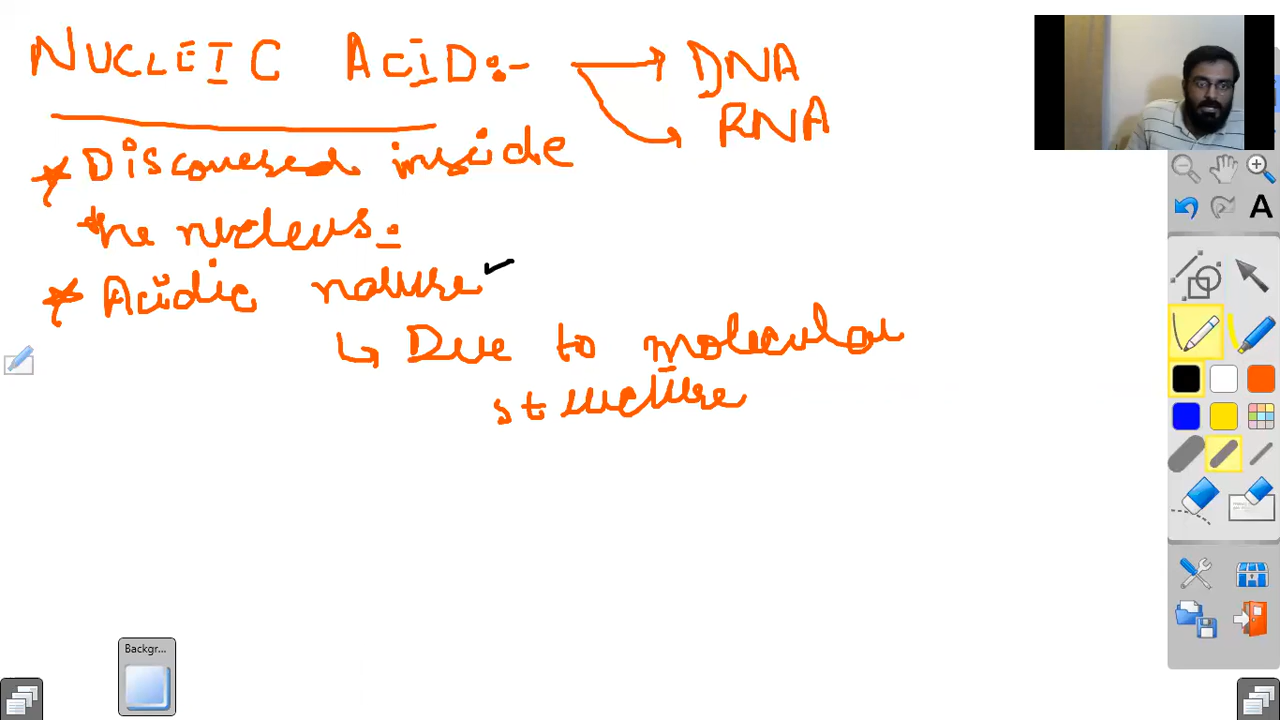 NUCLEIC ACID:- → DNA
RNA
* Discovered inside
the nucleus.
* Acidic nature ✓
↳ Due to molecular
structure
A
Backgr...